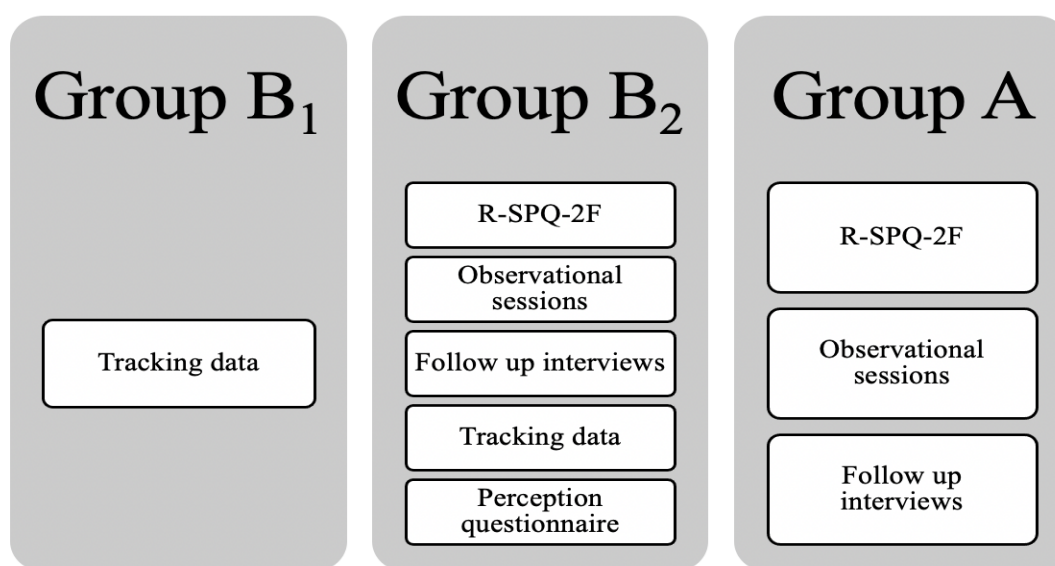 Group B₁
Tracking data
Group B₂
R-SPQ-2F
Observational
sessions
Follow up interviews
Tracking data
Perception
questionnaire
Group A
R-SPQ-2F
Observational
sessions
Follow up
interviews